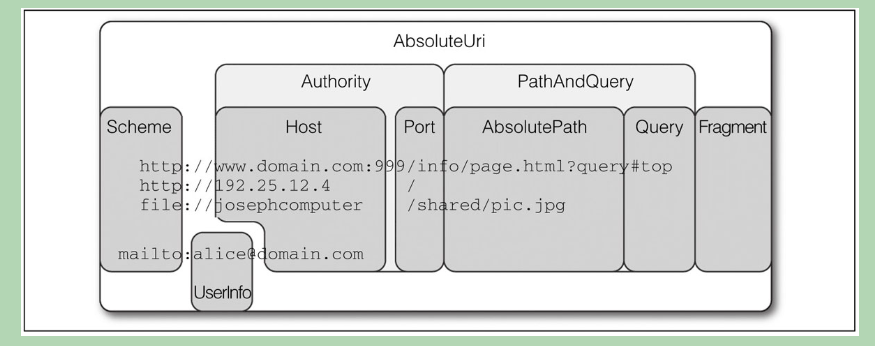 AbsoluteUri
Authority PathAndQuery
Scheme Host Port AbsolutePath Query Fragment
http://www.domain.com:999/info/page.html?query#top
http://192.25.12.4 /
file://josephcomputer /shared/pic.jpg
mailto:alice@domain.com
UserInfo